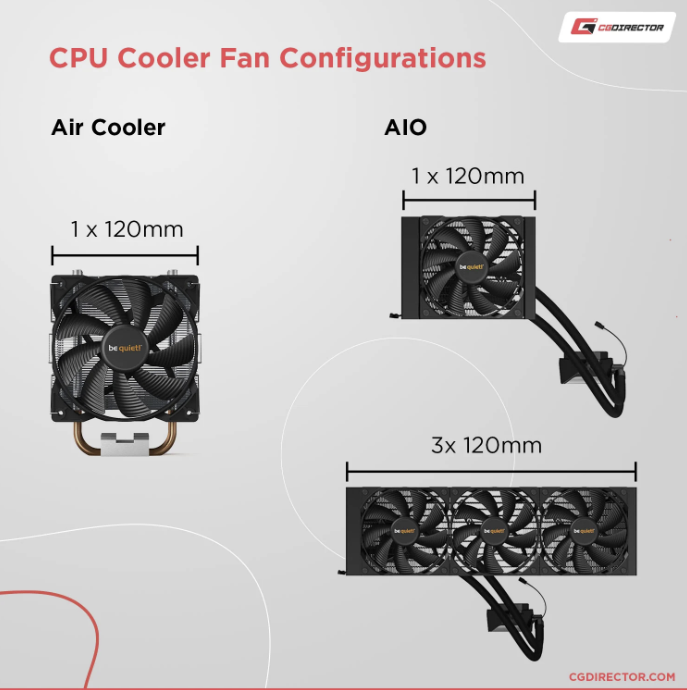 CGDIRECTOR
CPU Cooler Fan Configurations
Air Cooler
AIO
1 x 120mm
1 x 120mm
be quiet!
be quiet!
3x 120mm
be quiet!
be quiet!
be quiet!
CGDIRECTOR.COM